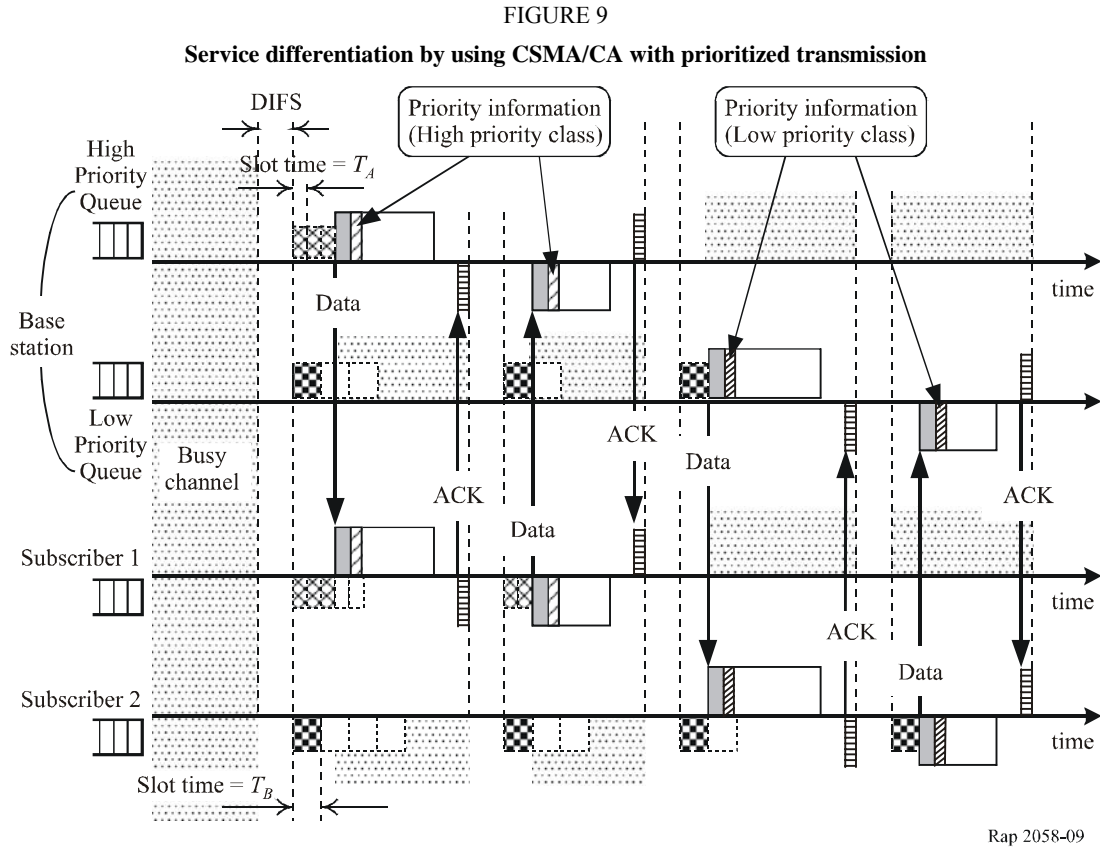 FIGURE 9
Service differentiation by using CSMA/CA with prioritized transmission
DIFS
Priority information
(High priority class)
Priority information
(Low priority class)
High
Priority
Queue
Slot time = T_A
time
Data
Base
station
Low
Priority
Queue
Busy
channel
ACK
Data
ACK
Data
ACK
Subscriber 1
time
ACK
Data
Subscriber 2
time
Slot time = T_B
Rap 2058-09